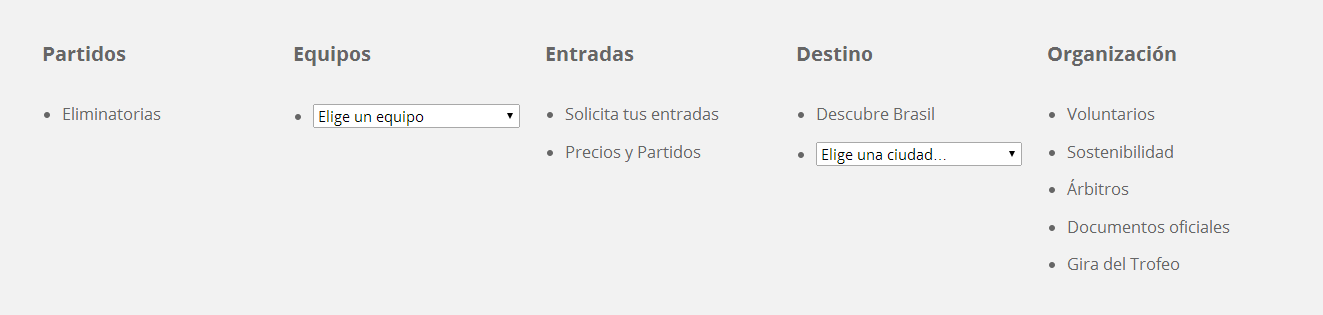 Partidos
Eliminatorias
Equipos
Elige un equipo
Entradas
Solicita tus entradas
Precios y Partidos
Destino
Descubre Brasil
Elige una ciudad...
Organización
Voluntarios
Sostenibilidad
Árbitros
Documentos oficiales
Gira del Trofeo